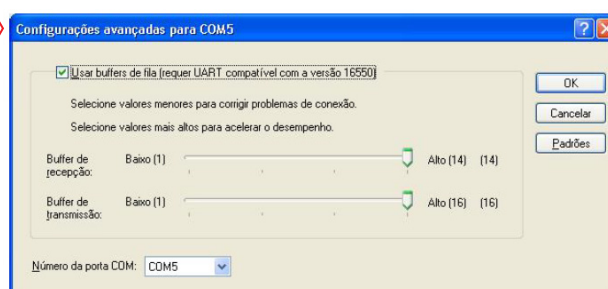 Configurações avançadas para COM5
Usar buffers de fila (requer UART compatível com a versão 16550)
Selecione valores menores para corrigir problemas de conexão.
Selecione valores mais altos para acelerar o desempenho.
Buffer de recepção: Baixo (1) Alto (14) (14)
Buffer de transmissão: Baixo (1) Alto (16) (16)
Número da porta COM: COM5
OK
Cancelar
Padrões